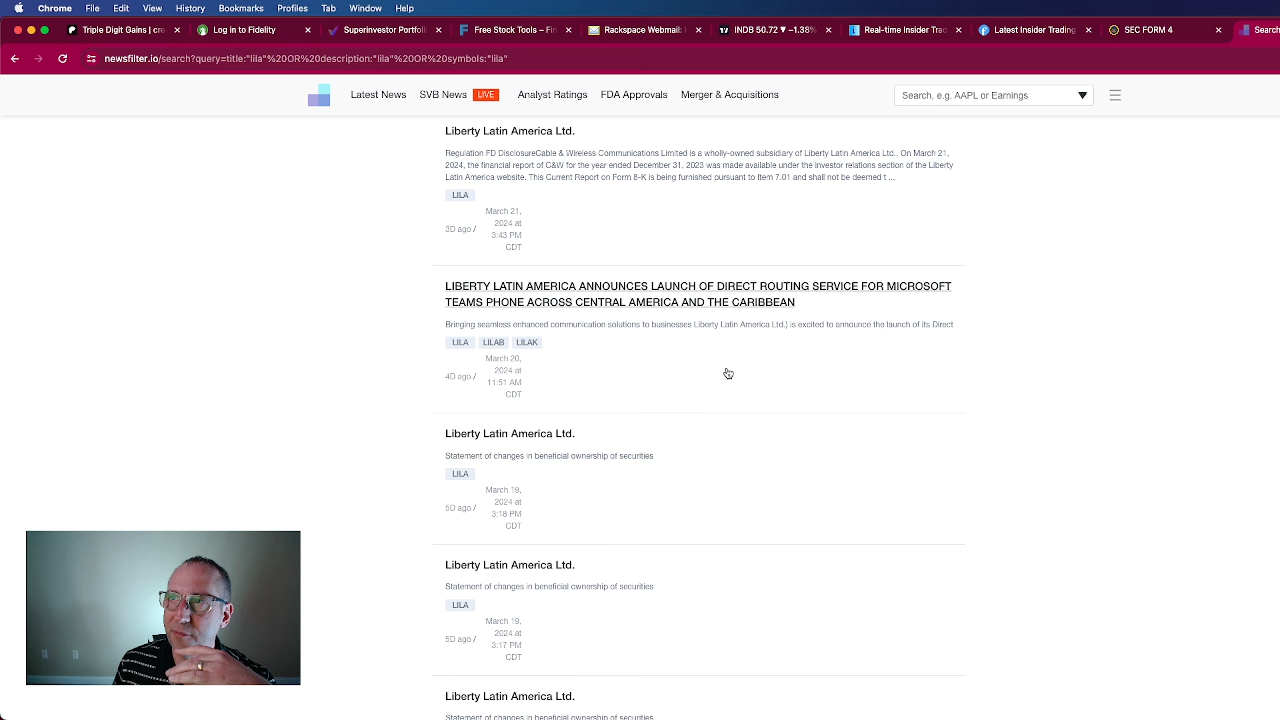 Chrome File Edit View History Bookmarks Profiles Tab Window Help
Triple Digit Gains | cre Log in to Fidelity Superinvestor Portfoli Free Stock Tools – Fin Rackspace Webmail: INDB 50.72 ▼ −1.38% Real-time Insider Trad Latest Insider Trading SEC FORM 4 Search
newsfilter.io/search?query=title:"lila"%20OR%20description:"lila"%20OR%20symbols:"lila"
Latest News SVB News LIVE Analyst Ratings FDA Approvals Merger & Acquisitions Search, e.g. AAPL or Earnings
Liberty Latin America Ltd.
Regulation FD DisclosureCable & Wireless Communications Limited is a wholly-owned subsidiary of Liberty Latin America Ltd.. On March 21,
2024, the financial report of C&W for the year ended December 31, 2023 was made available under the investor relations section of the Liberty
Latin America website. This Current Report on Form 8-K is being furnished pursuant to Item 7.01 and shall not be deemed t ...
LILA
3D ago /
March 21,
2024 at
3:43 PM
CDT
LIBERTY LATIN AMERICA ANNOUNCES LAUNCH OF DIRECT ROUTING SERVICE FOR MICROSOFT
TEAMS PHONE ACROSS CENTRAL AMERICA AND THE CARIBBEAN
Bringing seamless enhanced communication solutions to businesses Liberty Latin America Ltd.) is excited to announce the launch of its Direct
LILA LILAB LILAK
4D ago /
March 20,
2024 at
11:51 AM
CDT
Liberty Latin America Ltd.
Statement of changes in beneficial ownership of securities
LILA
5D ago /
March 19,
2024 at
3:18 PM
CDT
Liberty Latin America Ltd.
Statement of changes in beneficial ownership of securities
LILA
5D ago /
March 19,
2024 at
3:17 PM
CDT
Liberty Latin America Ltd.
Statement of changes in beneficial ownership of securities